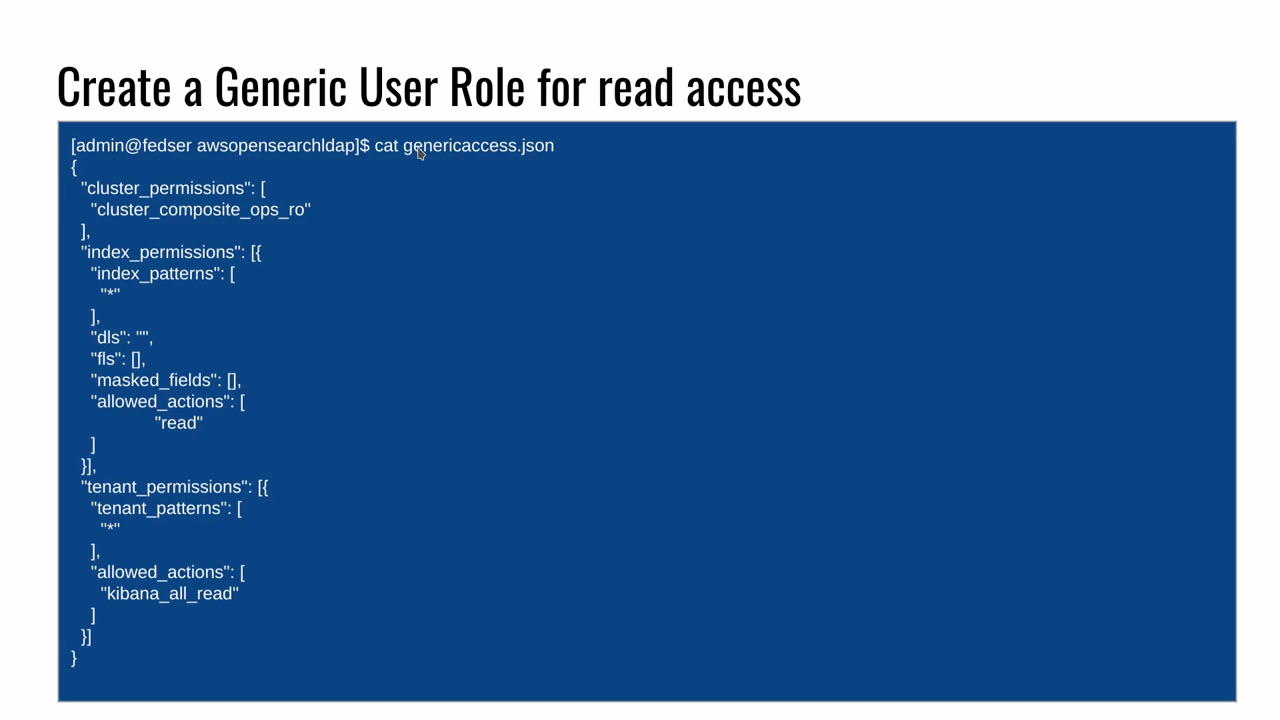 Create a Generic User Role for read access
[admin@fedser awsopensearchldap]$ cat genericaccess.json
{
"cluster_permissions": [
"cluster_composite_ops_ro"
],
"index_permissions": [{
"index_patterns": [
"*"
],
"dls": "",
"fls": [],
"masked_fields": [],
"allowed_actions": [
"read"
]
}],
"tenant_permissions": [{
"tenant_patterns": [
"*"
],
"allowed_actions": [
"kibana_all_read"
]
}]
}